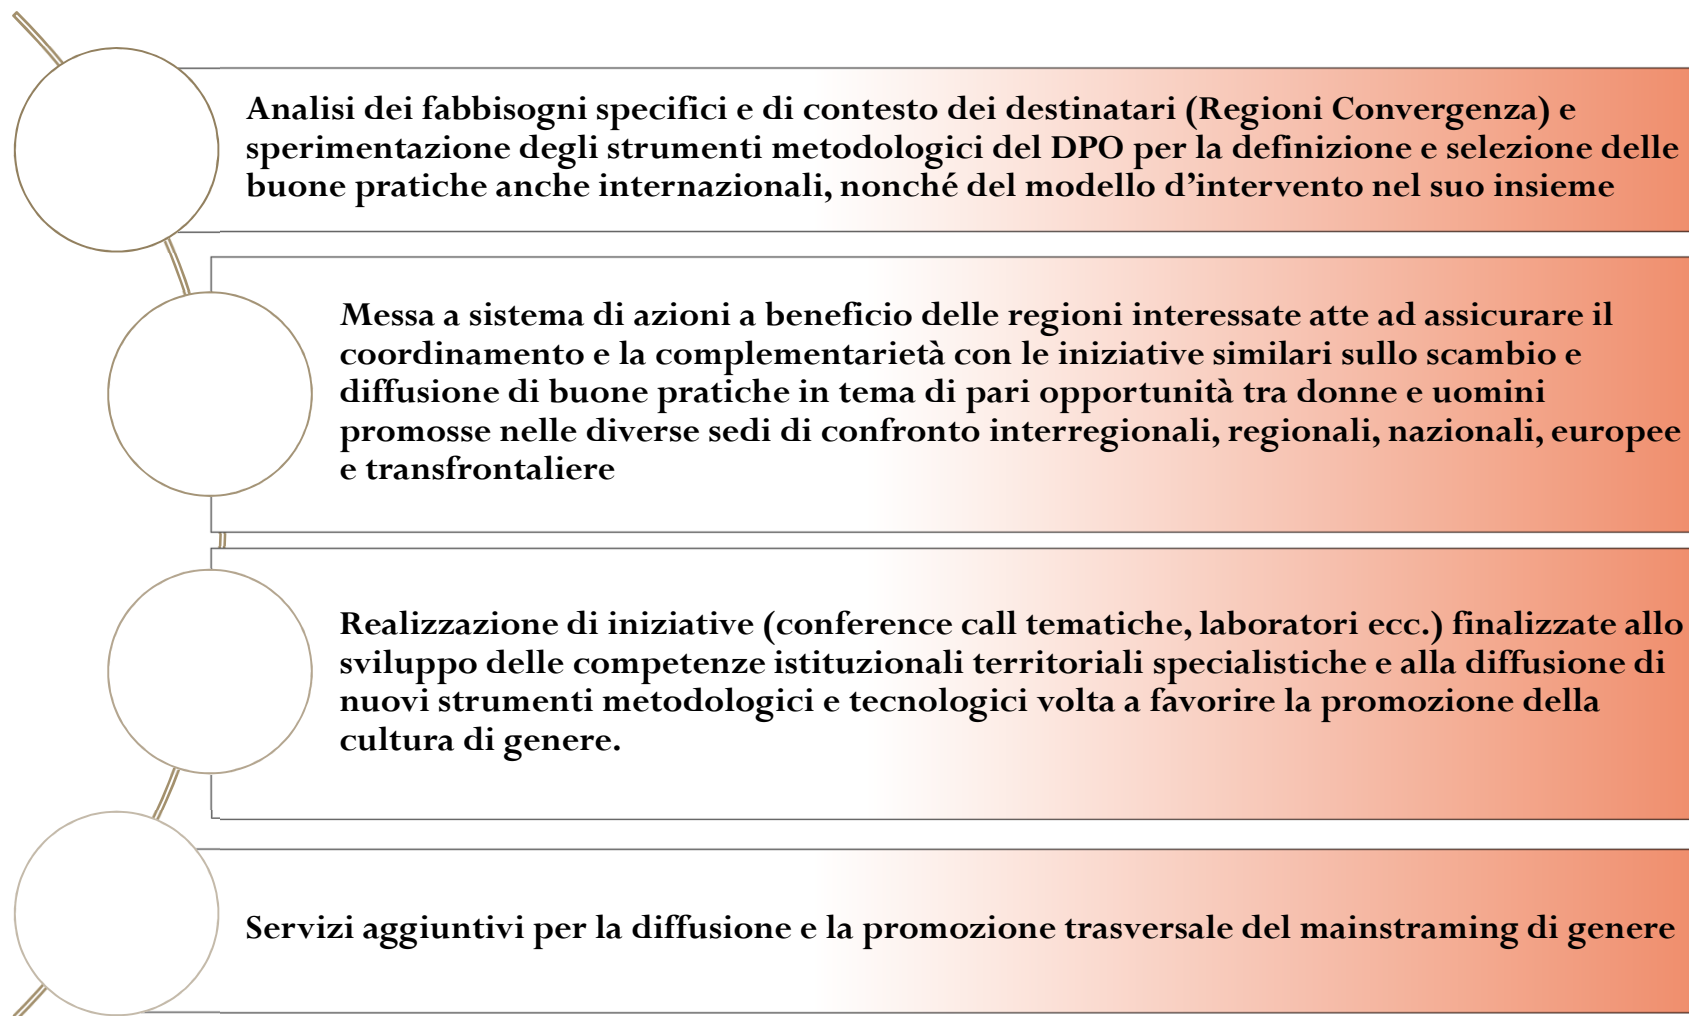 Analisi dei fabbisogni specifici e di contesto dei destinatari (Regioni Convergenza) e
sperimentazione degli strumenti metodologici del DPO per la definizione e selezione delle
buone pratiche anche internazionali, nonché del modello d’intervento nel suo insieme
Messa a sistema di azioni a beneficio delle regioni interessate atte ad assicurare il
coordinamento e la complementarietà con le iniziative similari sullo scambio e
diffusione di buone pratiche in tema di pari opportunità tra donne e uomini
promosse nelle diverse sedi di confronto interregionali, regionali, nazionali, europee
e transfrontaliere
Realizzazione di iniziative (conference call tematiche, laboratori ecc.) finalizzate allo
sviluppo delle competenze istituzionali territoriali specialistiche e alla diffusione di
nuovi strumenti metodologici e tecnologici volta a favorire la promozione della
cultura di genere.
Servizi aggiuntivi per la diffusione e la promozione trasversale del mainstraming di genere